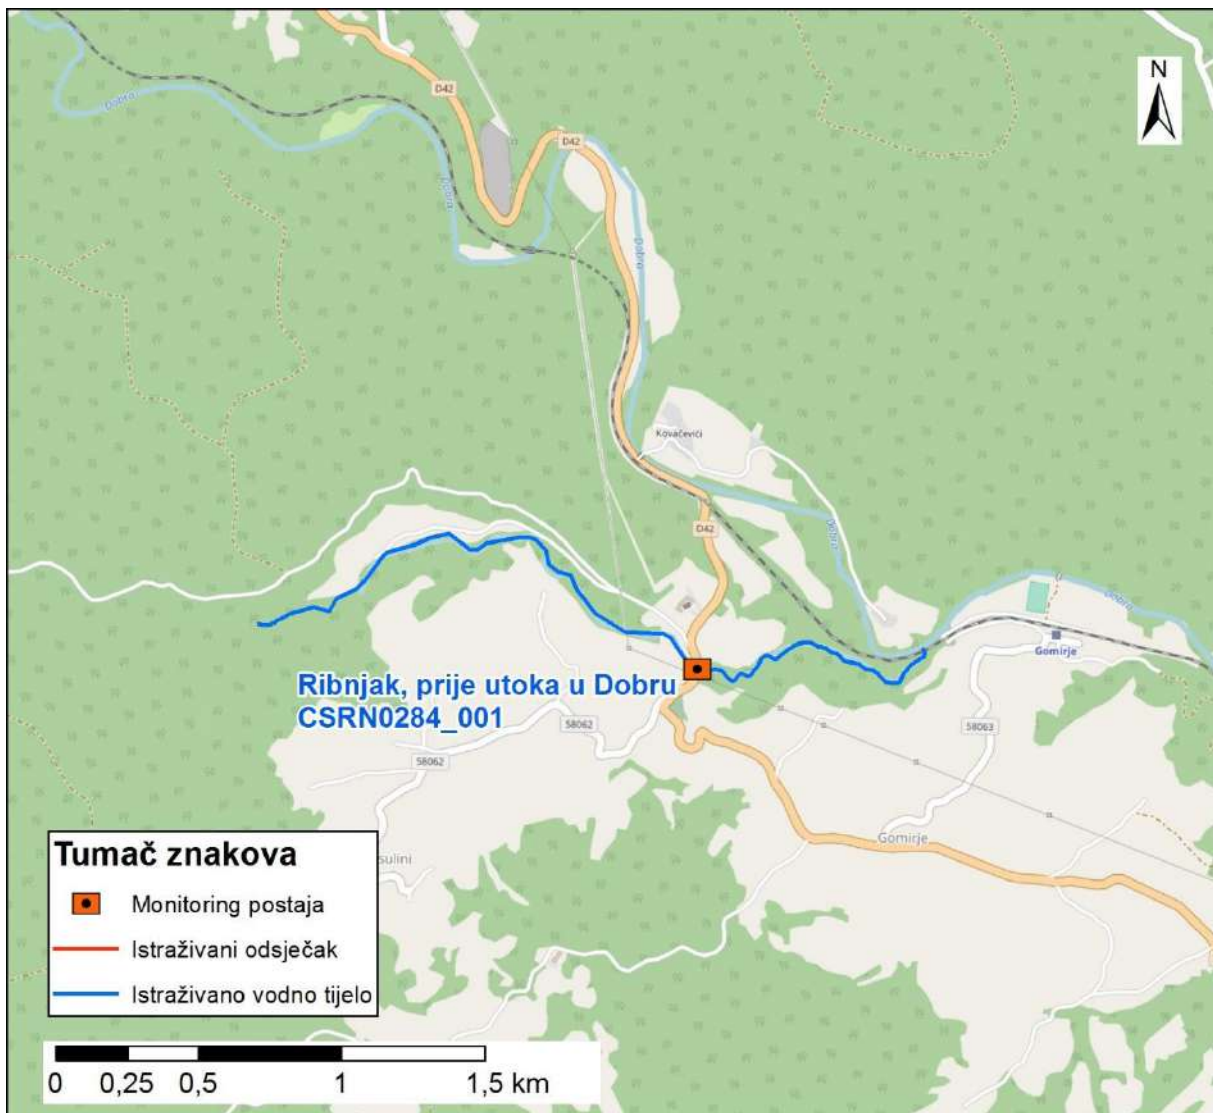 D42
N
Dobra
D42
Dobra
Dobra
Kovačevići
D42
Dobra
Dobra
Gomirje
Ribnjak, prije utoka u Dobru
CSRN0284_001
58062
58063
58062
Gomirje
sulini
Tumač znakova
Monitoring postaja
Istraživani odsječak
Istraživano vodno tijelo
0 0,25 0,5 1 1,5 km